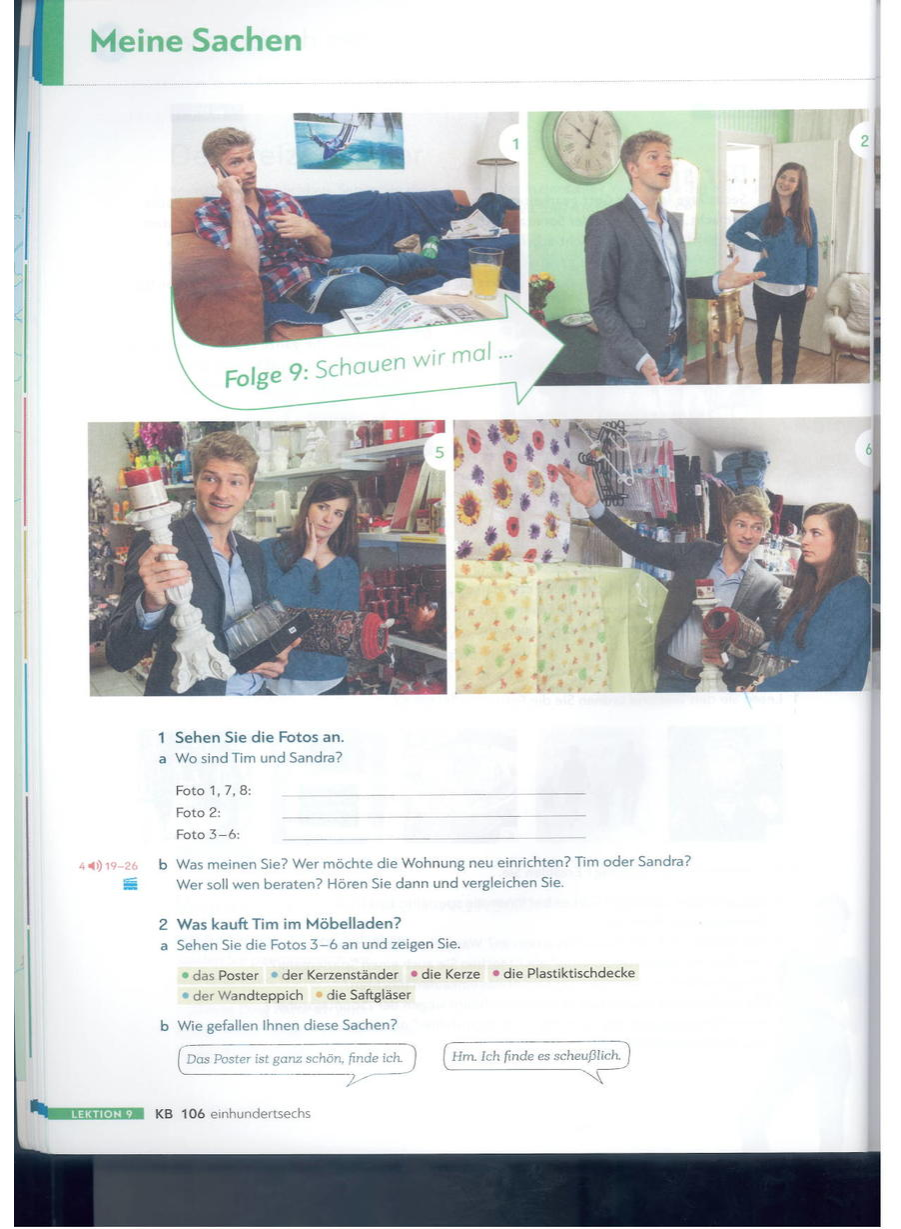 Meine Sachen
1
2
Folge 9: Schauen wir mal ...
5
6
1 Sehen Sie die Fotos an.
a Wo sind Tim und Sandra?
Foto 1, 7, 8:
Foto 2:
Foto 3–6:
4 19–26
b Was meinen Sie? Wer möchte die Wohnung neu einrichten? Tim oder Sandra?
Wer soll wen beraten? Hören Sie dann und vergleichen Sie.
2 Was kauft Tim im Möbelladen?
a Sehen Sie die Fotos 3–6 an und zeigen Sie.
• das Poster • der Kerzenständer • die Kerze • die Plastiktischdecke
• der Wandteppich • die Saftgläser
b Wie gefallen Ihnen diese Sachen?
Das Poster ist ganz schön, finde ich.
Hm. Ich finde es scheußlich.
LEKTION 9 KB 106 einhundertsechs